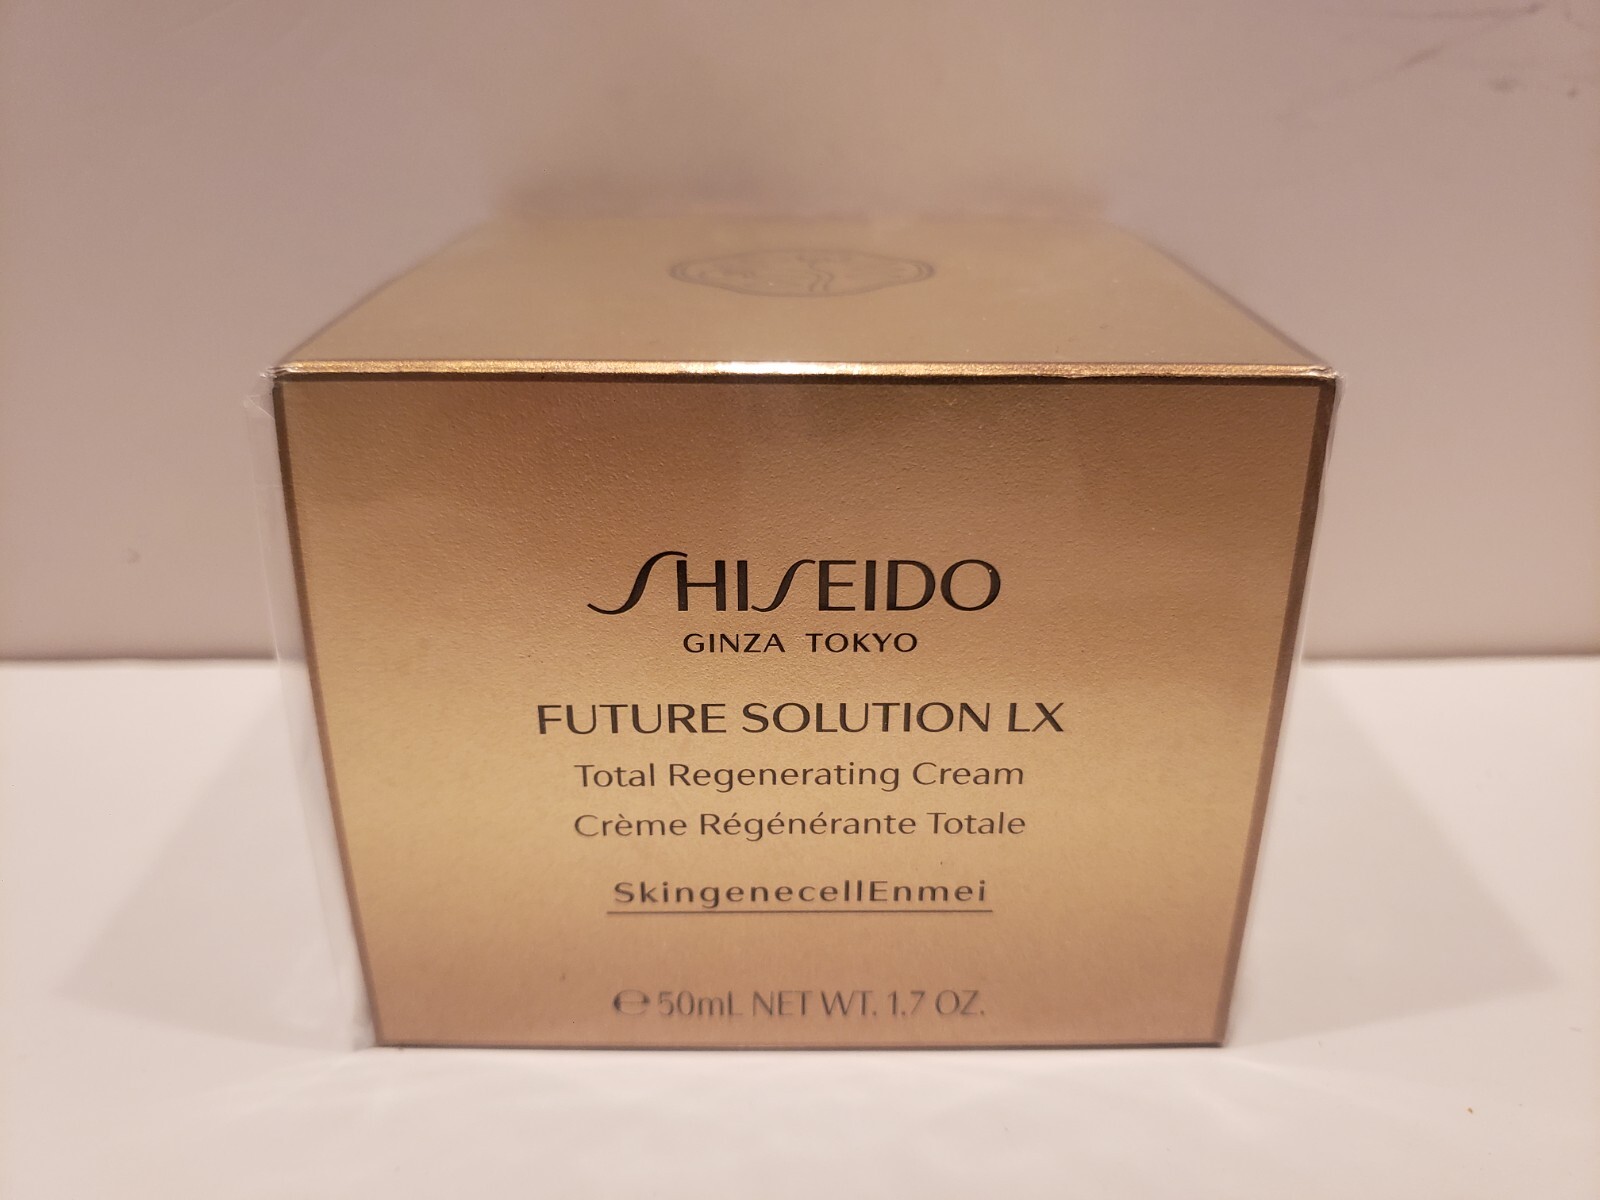 SHISEIDO
GINZA TOKYO
FUTURE SOLUTION LX
Total Regenerating Cream
Crème Régénérante Totale
SkingenecellEnmei
℮ 50mL NET WT. 1.7 OZ.